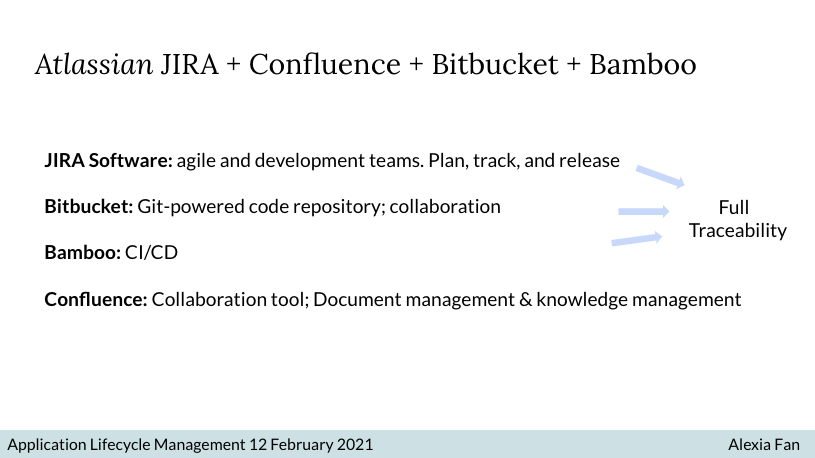 Atlassian JIRA + Confluence + Bitbucket + Bamboo
JIRA Software: agile and development teams. Plan, track, and release
Bitbucket: Git-powered code repository; collaboration
Bamboo: CI/CD
Confluence: Collaboration tool; Document management & knowledge management
Full
Traceability
Application Lifecycle Management 12 February 2021
Alexia Fan